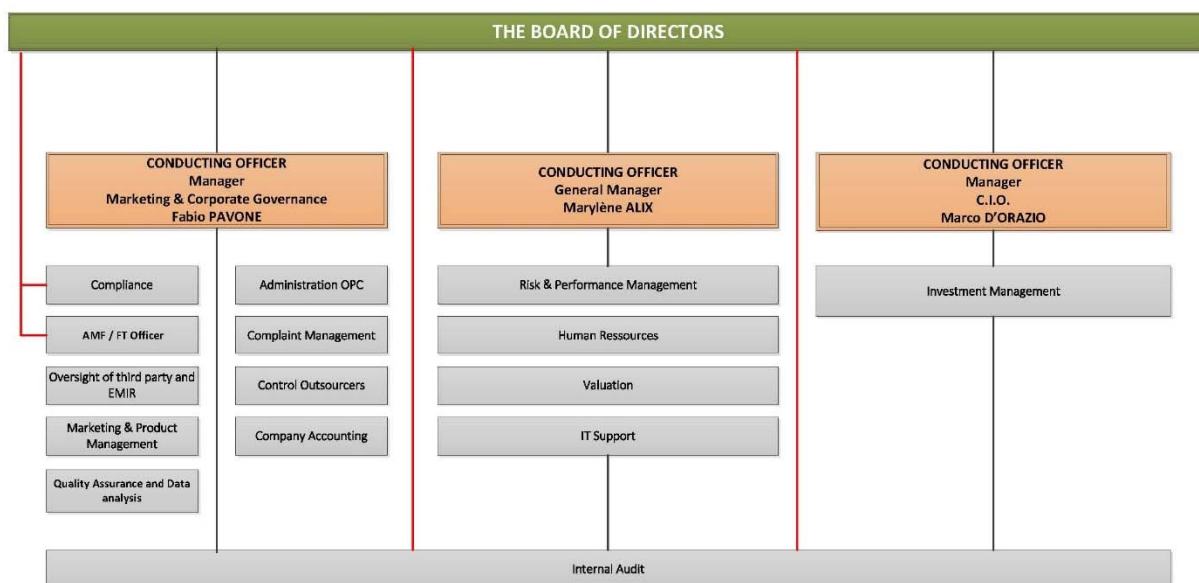 THE BOARD OF DIRECTORS
CONDUCTING OFFICER
Manager
Marketing & Corporate Governance
Fabio PAVONE
CONDUCTING OFFICER
General Manager
Marylène ALIX
CONDUCTING OFFICER
Manager
C.I.O.
Marco D'ORAZIO
Compliance
AMF / FT Officer
Oversight of third party and
EMIR
Marketing & Product
Management
Quality Assurance and Data
analysis
Administration OPC
Complaint Management
Control Outsourcers
Company Accounting
Risk & Performance Management
Human Ressources
Valuation
IT Support
Investment Management
Internal Audit